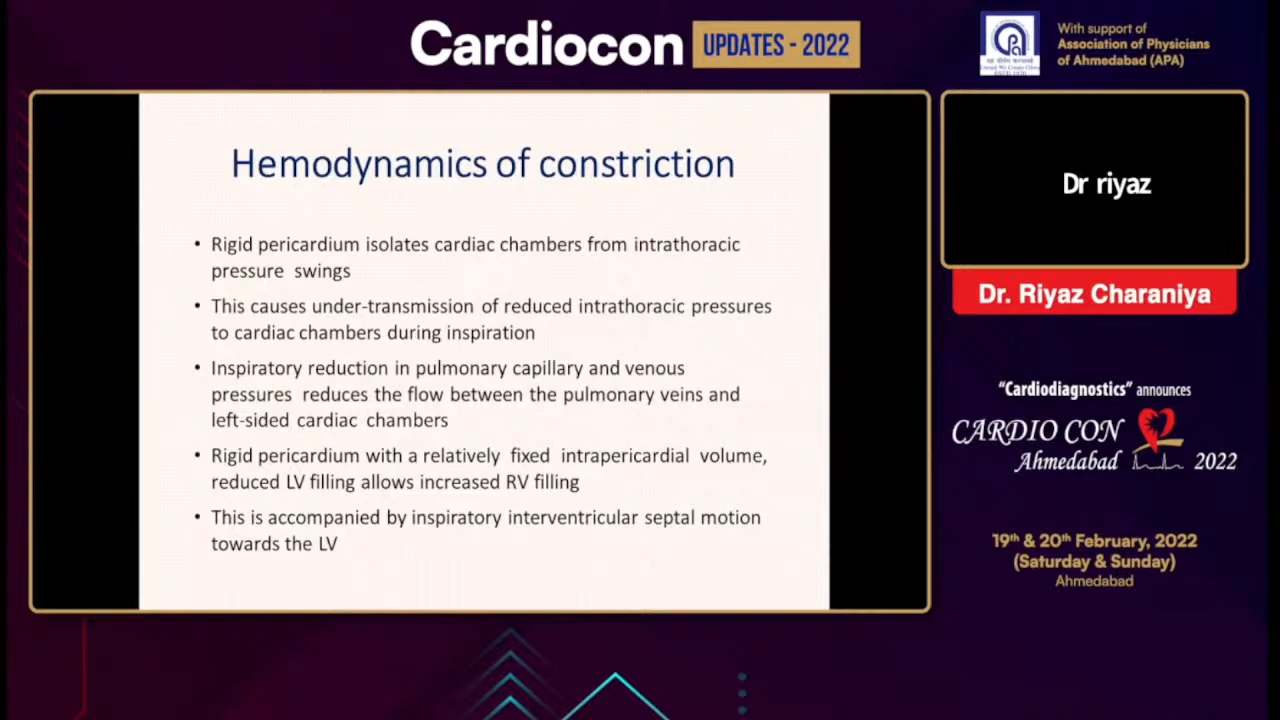 Cardiocon UPDATES - 2022
With support of
Association of Physicians
of Ahmedabad (APA)
Hemodynamics of constriction
• Rigid pericardium isolates cardiac chambers from intrathoracic
pressure swings
• This causes under-transmission of reduced intrathoracic pressures
to cardiac chambers during inspiration
• Inspiratory reduction in pulmonary capillary and venous
pressures reduces the flow between the pulmonary veins and
left-sided cardiac chambers
• Rigid pericardium with a relatively fixed intrapericardial volume,
reduced LV filling allows increased RV filling
• This is accompanied by inspiratory interventricular septal motion
towards the LV
Dr riyaz
Dr. Riyaz Charaniya
"Cardiodiagnostics" announces
CARDIO CON
Ahmedabad 2022
19th & 20th February, 2022
(Saturday & Sunday)
Ahmedabad